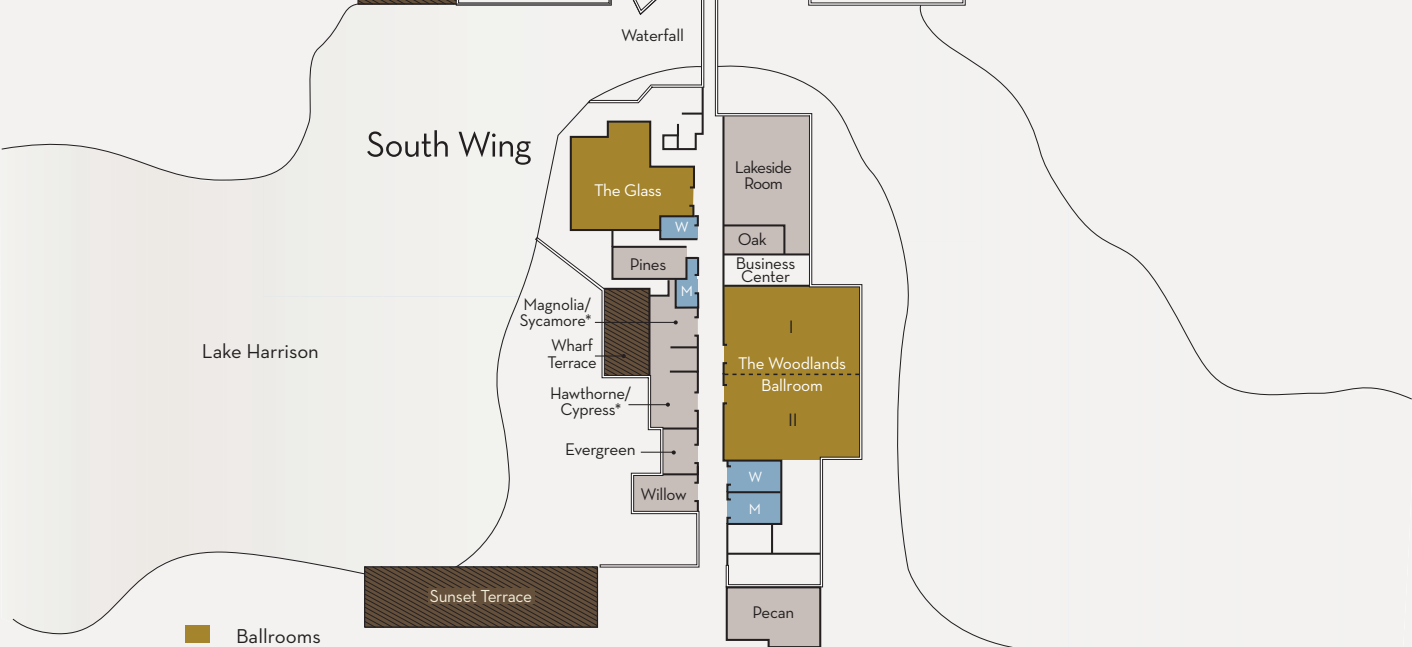 Waterfall
South Wing
Lakeside
Room
The Glass
W
Oak
Pines
Business
Center
M
Magnolia/
Sycamore*
I
Lake Harrison
Wharf
Terrace
The Woodlands
Ballroom
Hawthorne/
Cypress*
II
Evergreen
W
Willow
M
Sunset Terrace
Pecan
Ballrooms